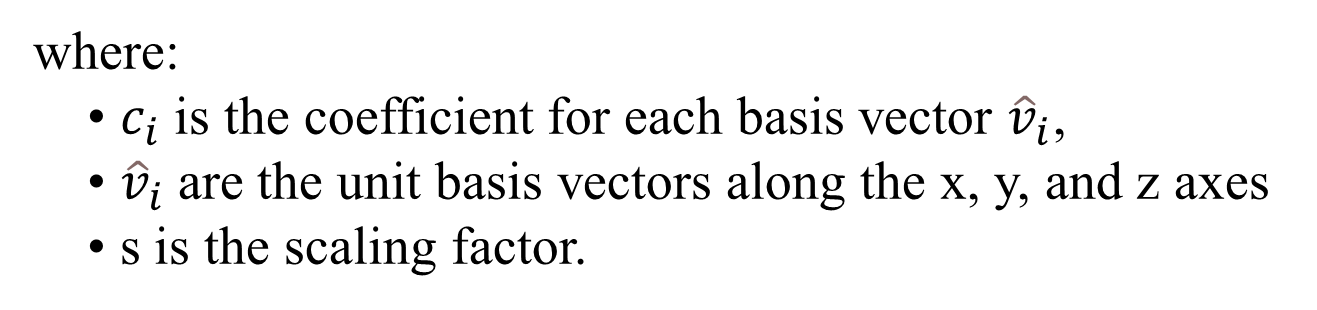 where:
• 𝑐ᵢ is the coefficient for each basis vector v̂ᵢ,
• v̂ᵢ are the unit basis vectors along the x, y, and z axes
• s is the scaling factor.